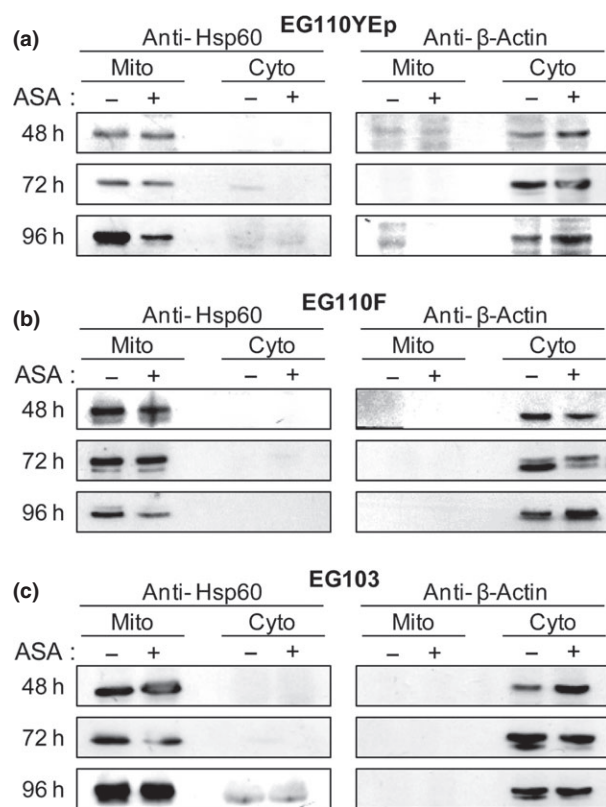 (a) EG110YEp
Anti-Hsp60 Anti-β-Actin
Mito Cyto Mito Cyto
ASA : – + – + – + – +
48 h
72 h
96 h
(b) EG110F
Anti-Hsp60 Anti-β-Actin
Mito Cyto Mito Cyto
ASA : – + – + – + – +
48 h
72 h
96 h
(c) EG103
Anti-Hsp60 Anti-β-Actin
Mito Cyto Mito Cyto
ASA : – + – + – + – +
48 h
72 h
96 h